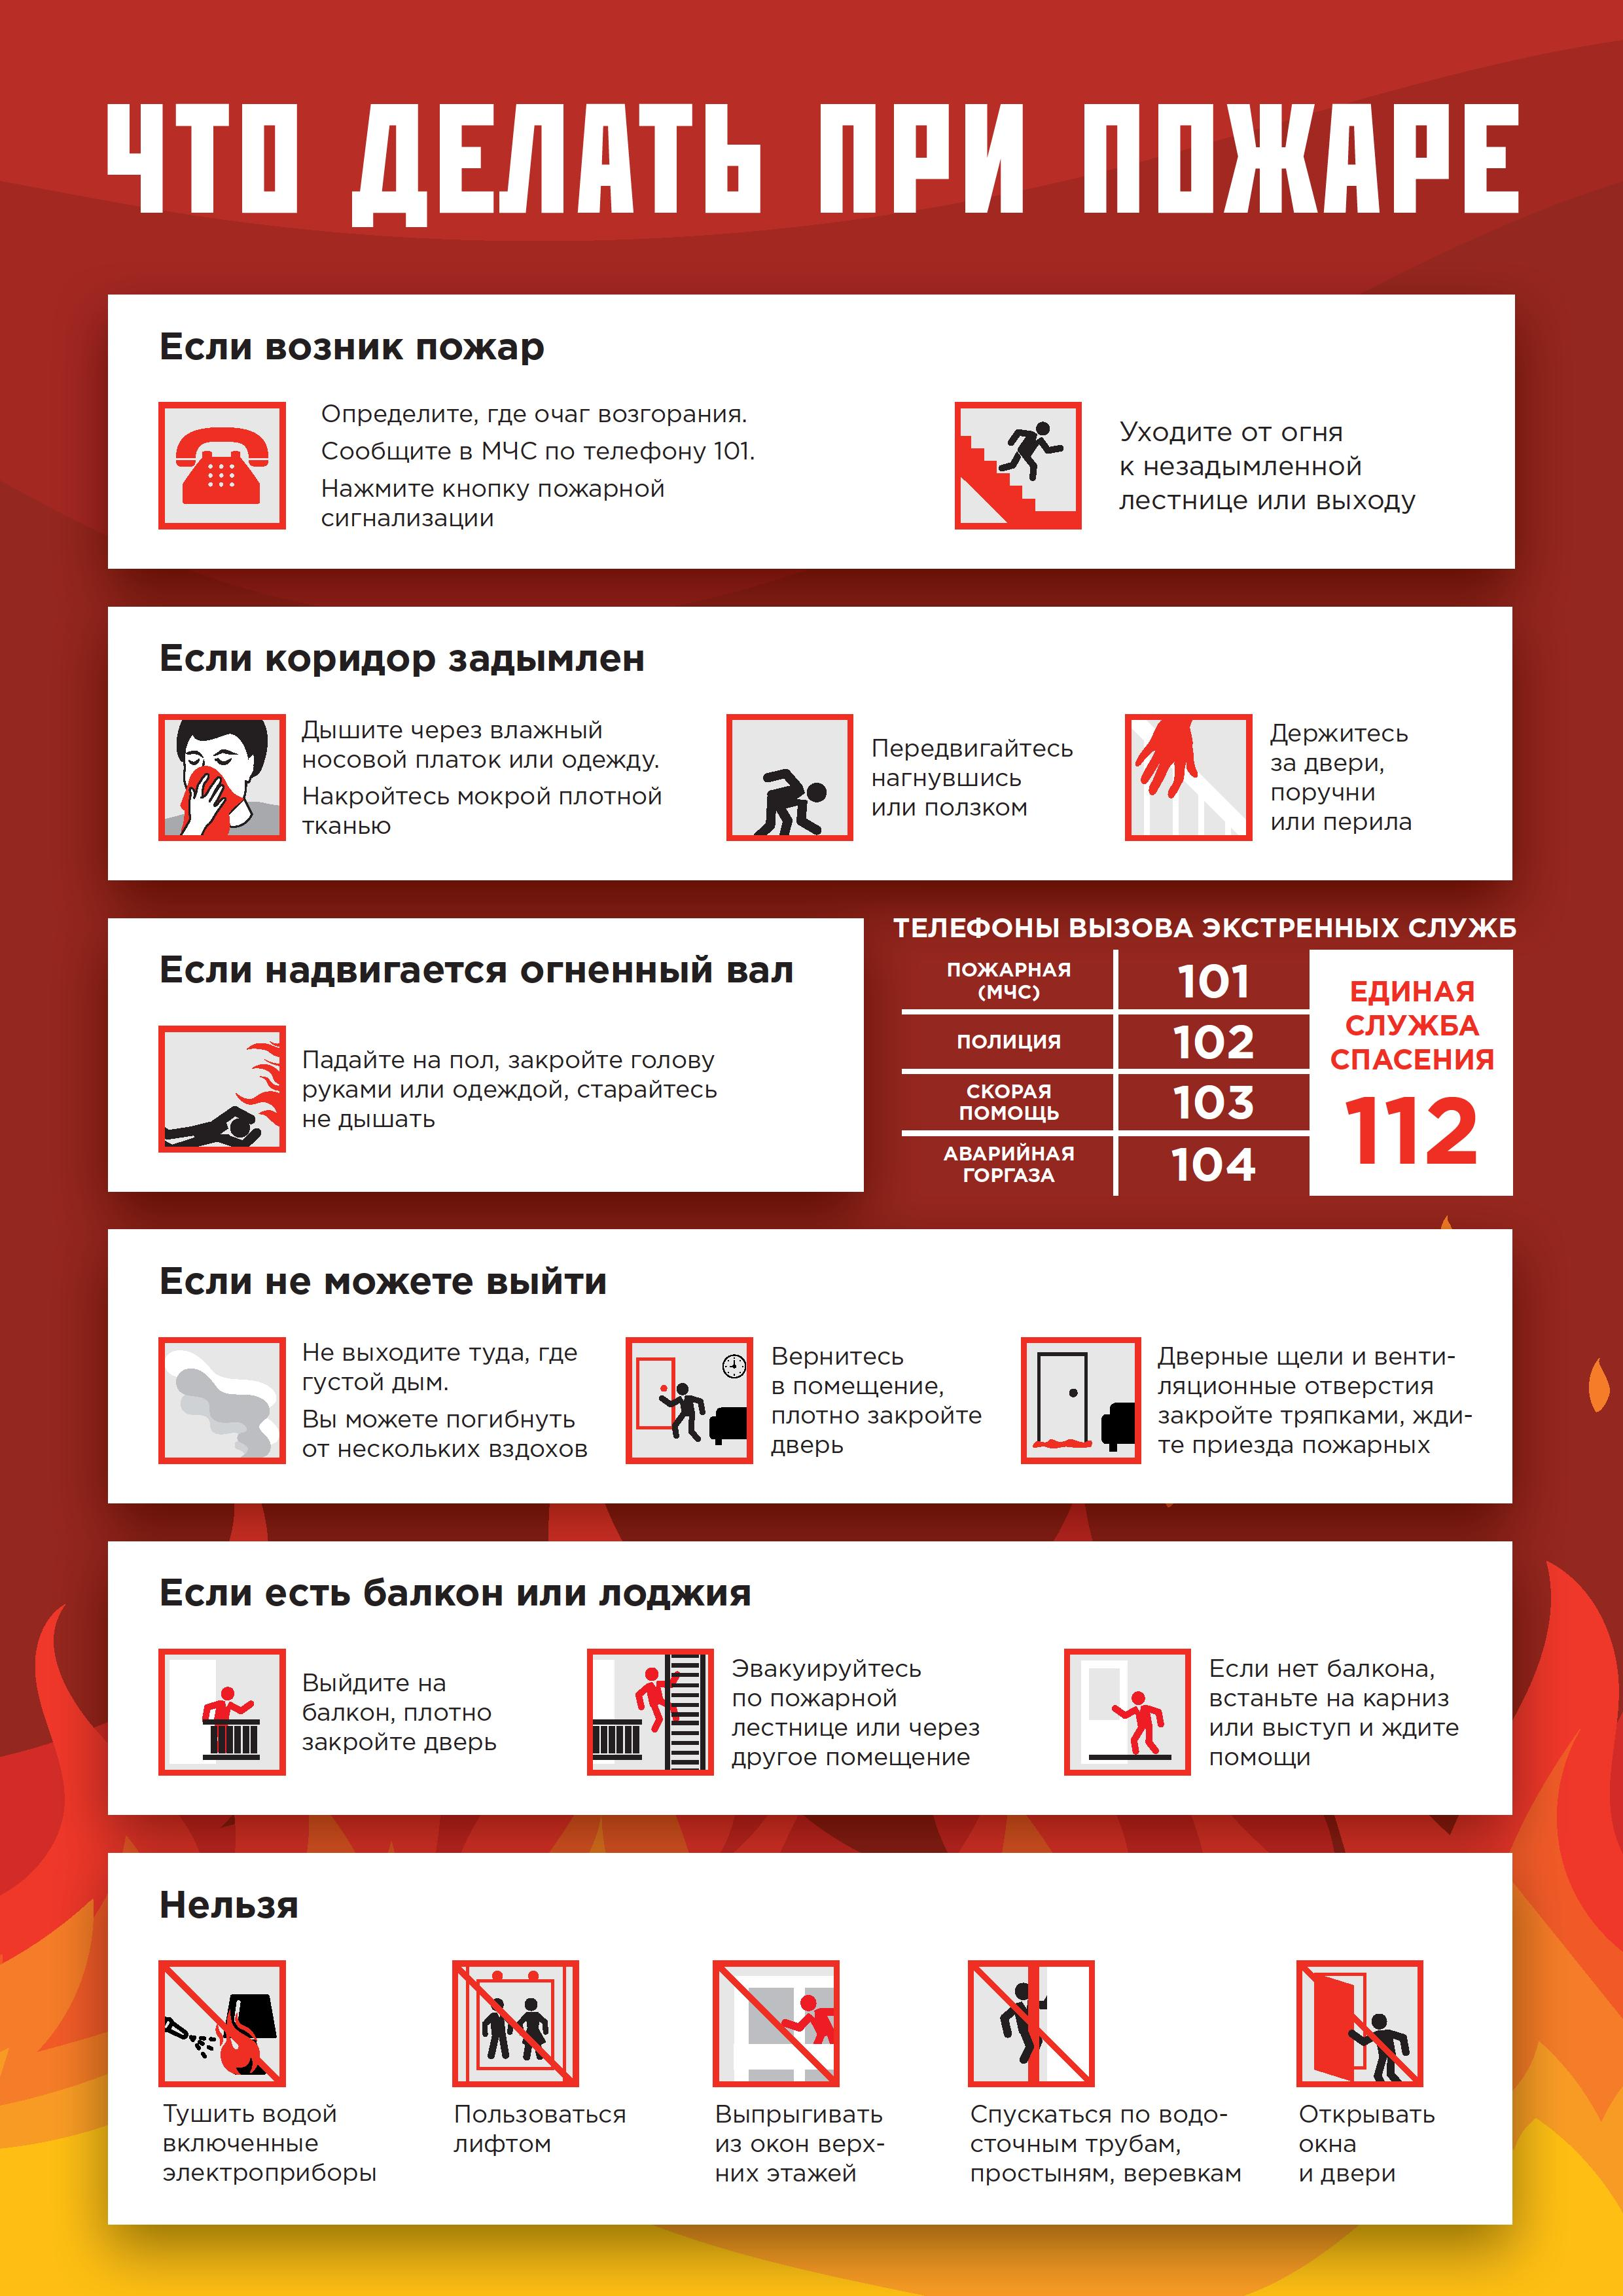 ЧТО ДЕЛАТЬ ПРИ ПОЖАРЕ
Если возник пожар
Определите, где очаг возгорания.
Сообщите в МЧС по телефону 101.
Нажмите кнопку пожарной
сигнализации
Уходите от огня
к незадымленной
лестнице или выходу
Если коридор задымлен
Дышите через влажный
носовой платок или одежду.
Накройтесь мокрой плотной
тканью
Передвигайтесь
нагнувшись
или ползком
Держитесь
за двери,
поручни
или перила
Если надвигается огненный вал
Падайте на пол, закройте голову
руками или одеждой, старайтесь
не дышать
ТЕЛЕФОНЫ ВЫЗОВА ЭКСТРЕННЫХ СЛУЖБ
ПОЖАРНАЯ
(МЧС)
101
ПОЛИЦИЯ
102
СКОРАЯ
ПОМОЩЬ
103
АВАРИЙНАЯ
ГОРГАЗА
104
ЕДИНАЯ
СЛУЖБА
СПАСЕНИЯ
112
Если не можете выйти
Не выходите туда, где
густой дым.
Вы можете погибнуть
от нескольких вздохов
Вернитесь
в помещение,
плотно закройте
дверь
Дверные щели и венти-
ляционные отверстия
закройте тряпками, жди-
те приезда пожарных
Если есть балкон или лоджия
Выйдите на
балкон, плотно
закройте дверь
Эвакуируйтесь
по пожарной
лестнице или через
другое помещение
Если нет балкона,
встаньте на карниз
или выступ и ждите
помощи
Нельзя
Тушить водой
включенные
электроприборы
Пользоваться
лифтом
Выпрыгивать
из окон верх-
них этажей
Спускаться по водо-
сточным трубам,
простыням, веревкам
Открывать
окна
и двери